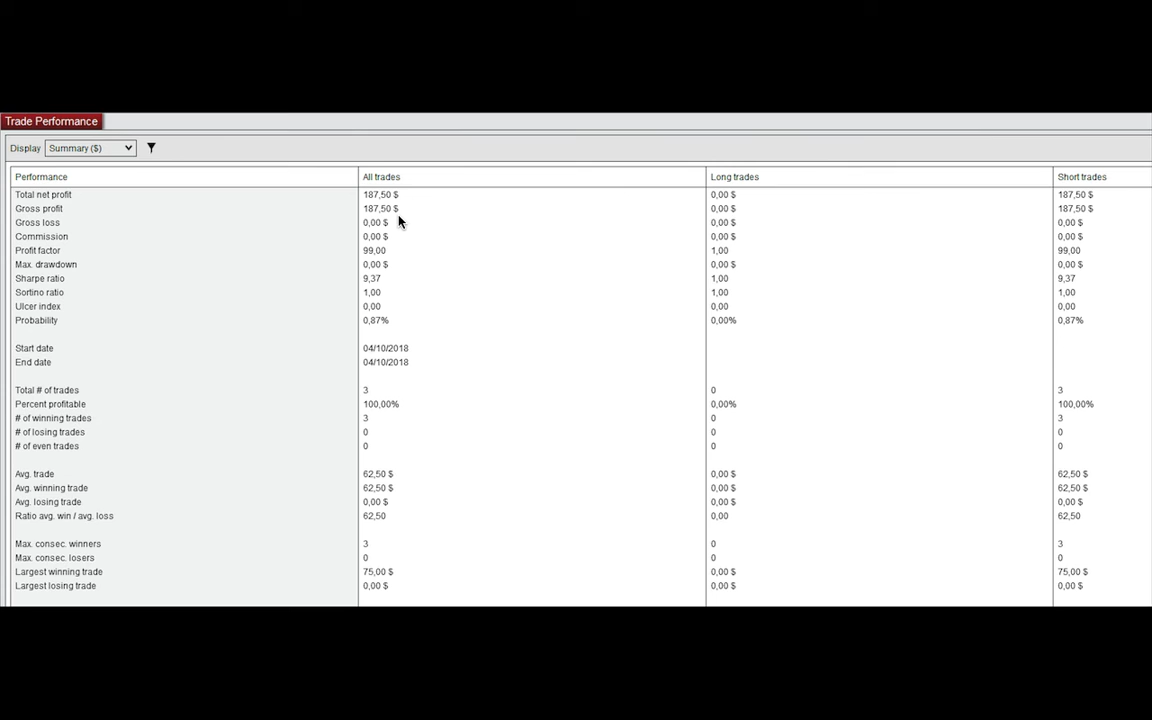 Trade Performance
Display Summary ($)
Performance All trades Long trades Short trades
Total net profit 187,50 $ 0,00 $ 187,50 $
Gross profit 187,50 $ 0,00 $ 187,50 $
Gross loss 0,00 $ 0,00 $ 0,00 $
Commission 0,00 $ 0,00 $ 0,00 $
Profit factor 99,00 1,00 99,00
Max. drawdown 0,00 $ 0,00 $ 0,00 $
Sharpe ratio 9,37 1,00 9,37
Sortino ratio 1,00 1,00 1,00
Ulcer index 0,00 0,00 0,00
Probability 0,87% 0,00% 0,87%
Start date 04/10/2018
End date 04/10/2018
Total # of trades 3 0 3
Percent profitable 100,00% 0,00% 100,00%
# of winning trades 3 0 3
# of losing trades 0 0 0
# of even trades 0 0 0
Avg. trade 62,50 $ 0,00 $ 62,50 $
Avg. winning trade 62,50 $ 0,00 $ 62,50 $
Avg. losing trade 0,00 $ 0,00 $ 0,00 $
Ratio avg. win / avg. loss 62,50 0,00 62,50
Max. consec. winners 3 0 3
Max. consec. losers 0 0 0
Largest winning trade 75,00 $ 0,00 $ 75,00 $
Largest losing trade 0,00 $ 0,00 $ 0,00 $